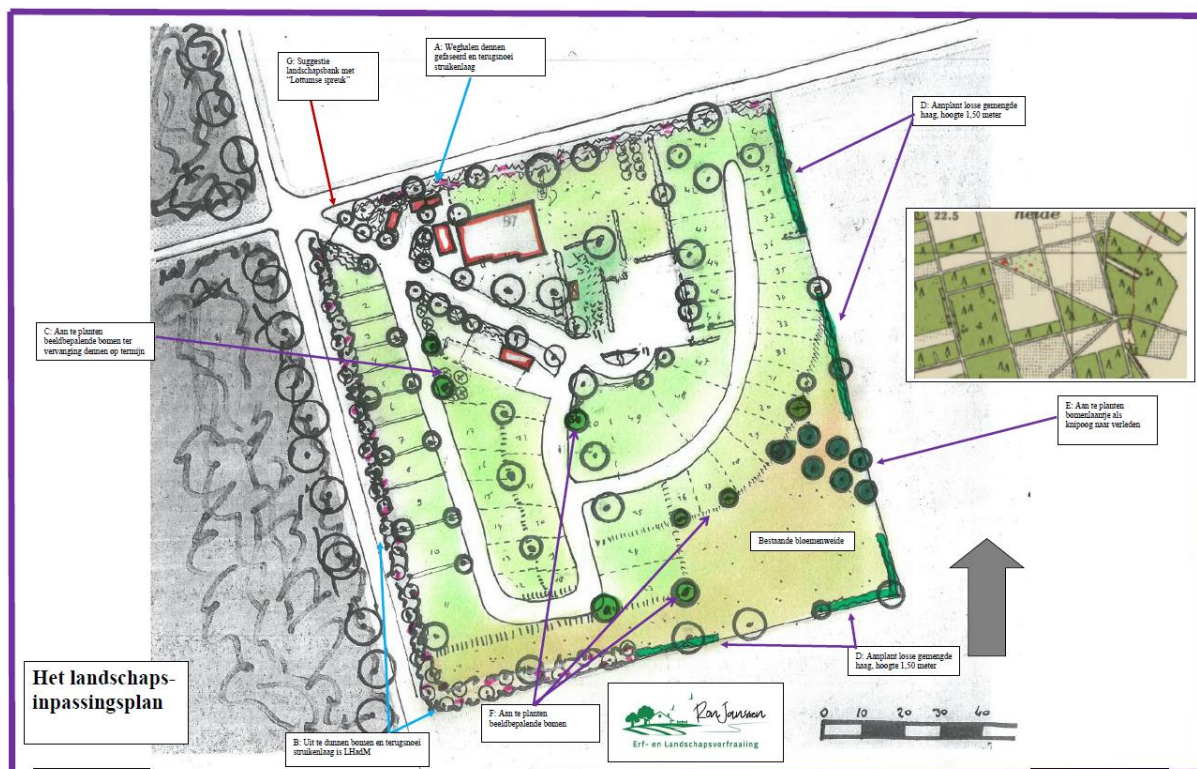 G: Suggestie
landschapsbank met
"Lottumse spreuk"
A: Weghalen dennen
gefaseerd en terugsnoei
struikenlaag
D: Aanplant losse gemengde
haag, hoogte 1,50 meter
22.5
heide
C: Aan te planten
beeldbepalende bomen ter
vervanging dennen op termijn
E: Aan te planten
bomenlaantje als
knipoog naar verleden
Bestaande bloemenweide
Het landschaps-
inpassingsplan
D: Aanplant losse gemengde
haag, hoogte 1,50 meter
F: Aan te planten
beeldbepalende bomen
Ron Janssen
Erf- en Landschapsverfraaiing
B: Uit te dunnen bomen en terugsnoei
struikenlaag is LHadM
0 10 20 30 40